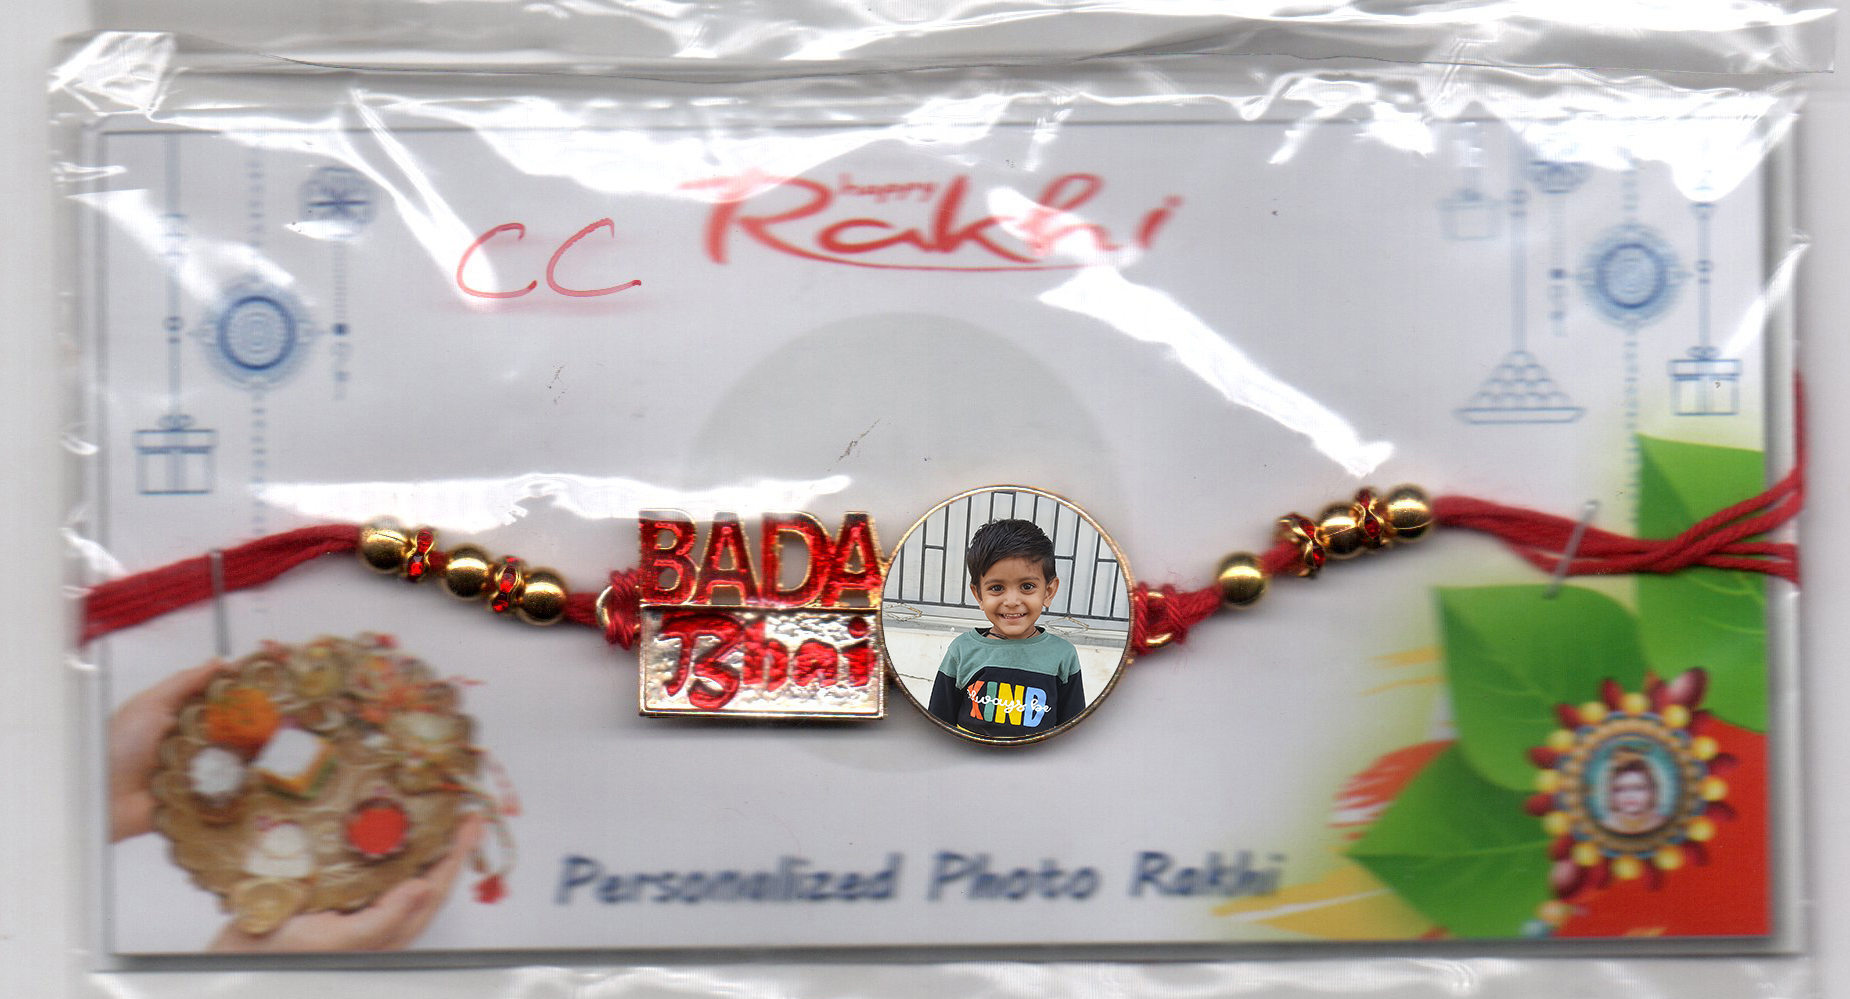 CC
happy
Rakhi
BADA
Bhai
always be
KIND
Personalized Photo Rakhi